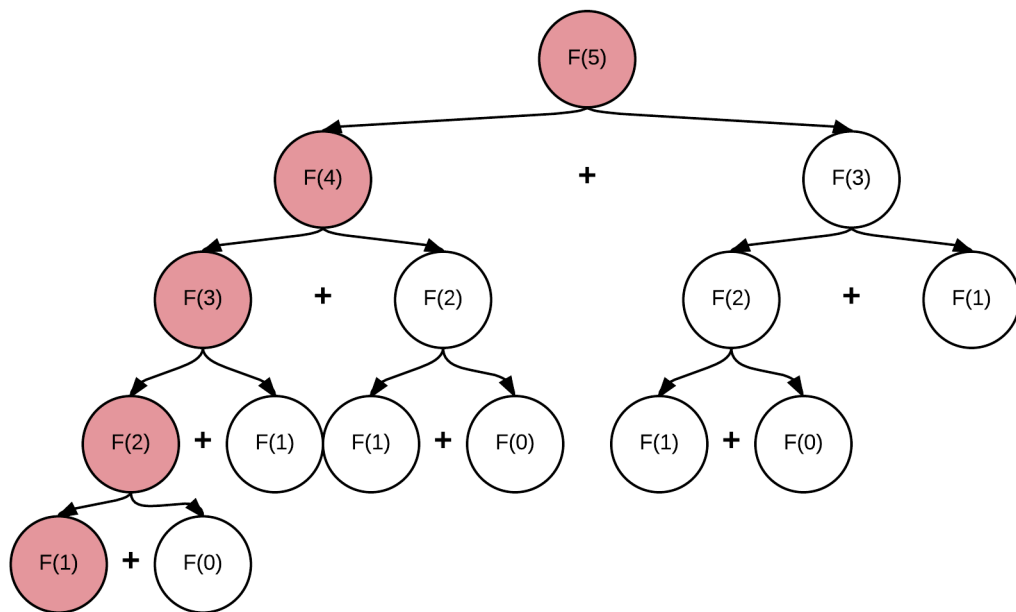 F(5)
F(4) + F(3)
F(3) + F(2) F(2) + F(1)
F(2) + F(1) F(1) + F(0) F(1) + F(0)
F(1) + F(0)